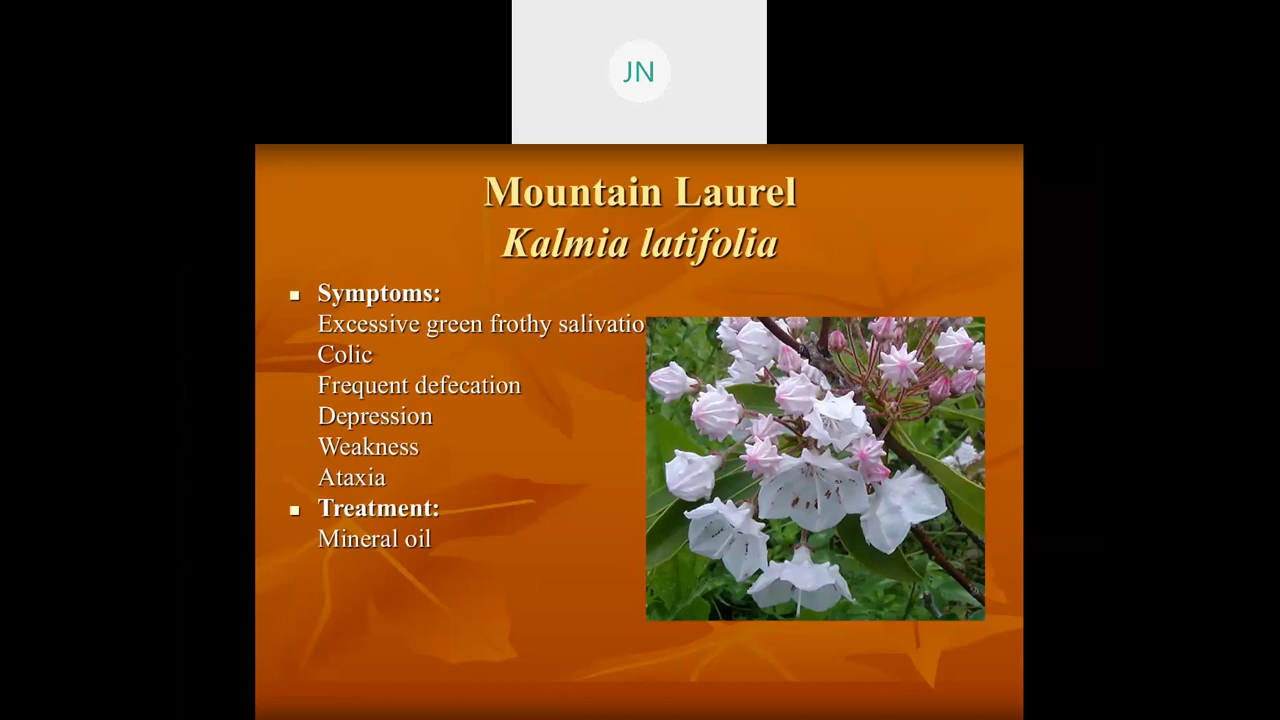 JN
Mountain Laurel
Kalmia latifolia
Symptoms:
Excessive green frothy salivatio
Colic
Frequent defecation
Depression
Weakness
Ataxia
Treatment:
Mineral oil